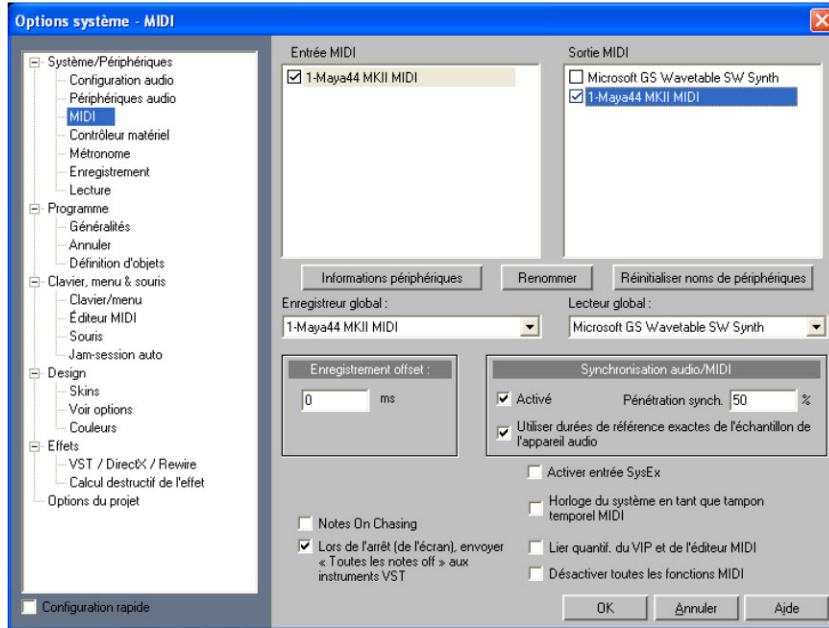 Options système - MIDI
Système/Périphériques
Configuration audio
Périphériques audio
MIDI
Contrôleur matériel
Métronome
Enregistrement
Lecture
Programme
Généralités
Annuler
Définition d'objets
Clavier, menu & souris
Clavier/menu
Éditeur MIDI
Souris
Jam-session auto
Design
Skins
Voir options
Couleurs
Effets
VST / DirectX / Rewire
Calcul destructif de l'effet
Options du projet
Configuration rapide
Entrée MIDI
1-Maya44 MKII MIDI
Sortie MIDI
Microsoft GS Wavetable SW Synth
1-Maya44 MKII MIDI
Informations périphériques
Renommer
Réinitialiser noms de périphériques
Enregistreur global :
1-Maya44 MKII MIDI
Lecteur global :
Microsoft GS Wavetable SW Synth
Enregistrement offset :
0 ms
Synchronisation audio/MIDI
Activé
Pénétration synch. 50 %
Utiliser durées de référence exactes de l'échantillon de
l'appareil audio
Notes On Chasing
Lors de l'arrêt (de l'écran), envoyer
« Toutes les notes off » aux
instruments VST
Activer entrée SysEx
Horloge du système en tant que tampon
temporel MIDI
Lier quantif. du VIP et de l'éditeur MIDI
Désactiver toutes les fonctions MIDI
OK
Annuler
Aide